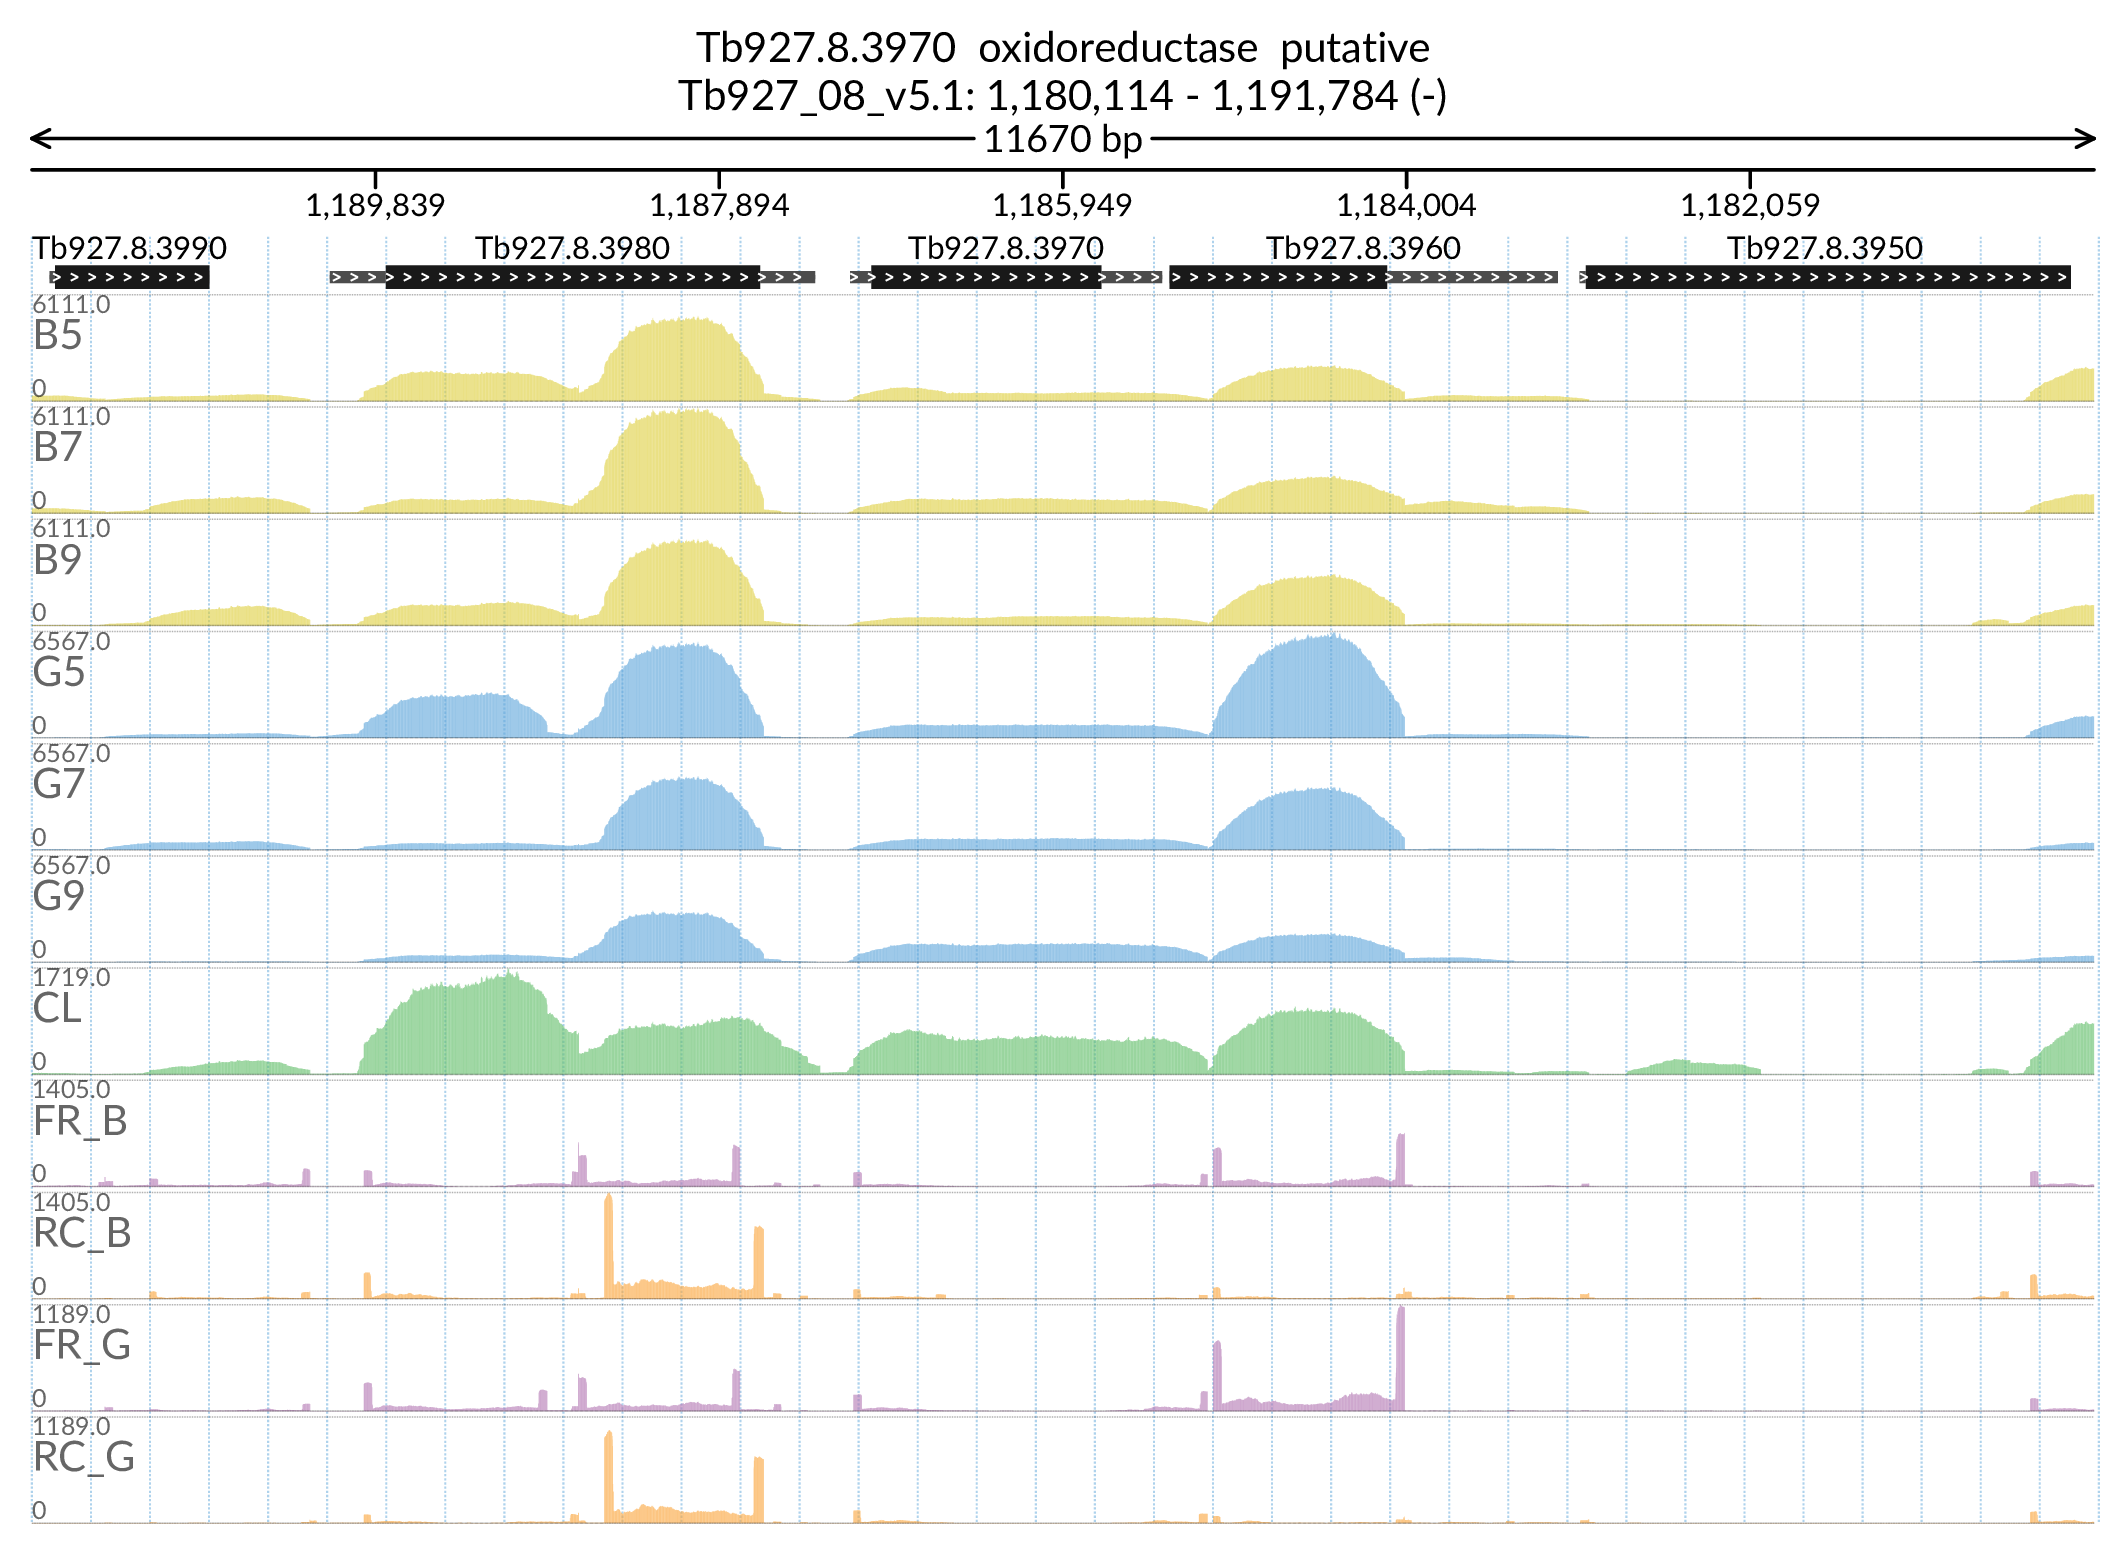 Tb927.8.3970 oxidoreductase putative
Tb927_08_v5.1: 1,180,114 - 1,191,784 (-)
11670 bp
1,189,839 1,187,894 1,185,949 1,184,004 1,182,059
Tb927.8.3990 Tb927.8.3980 Tb927.8.3970 Tb927.8.3960 Tb927.8.3950
6111.0
B5
0
6111.0
B7
0
6111.0
B9
0
6567.0
G5
0
6567.0
G7
0
6567.0
G9
0
1719.0
CL
0
1405.0
FR_B
0
1405.0
RC_B
0
1189.0
FR_G
0
1189.0
RC_G
0